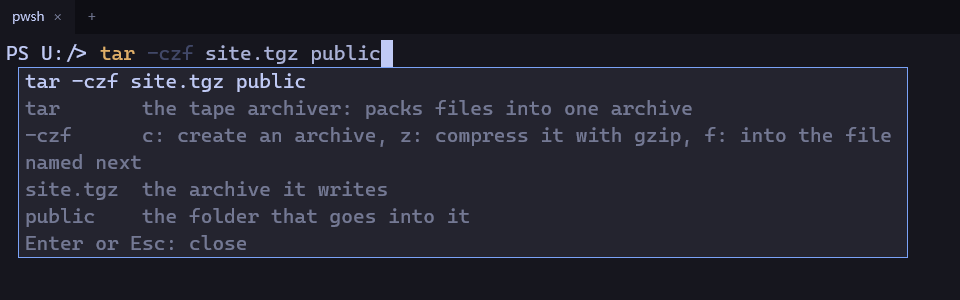 pwsh × +
PS U:/> tar -czf site.tgz public
tar -czf site.tgz public
tar       the tape archiver: packs files into one archive
-czf      c: create an archive, z: compress it with gzip, f: into the file
named next
site.tgz  the archive it writes
public    the folder that goes into it
Enter or Esc: close